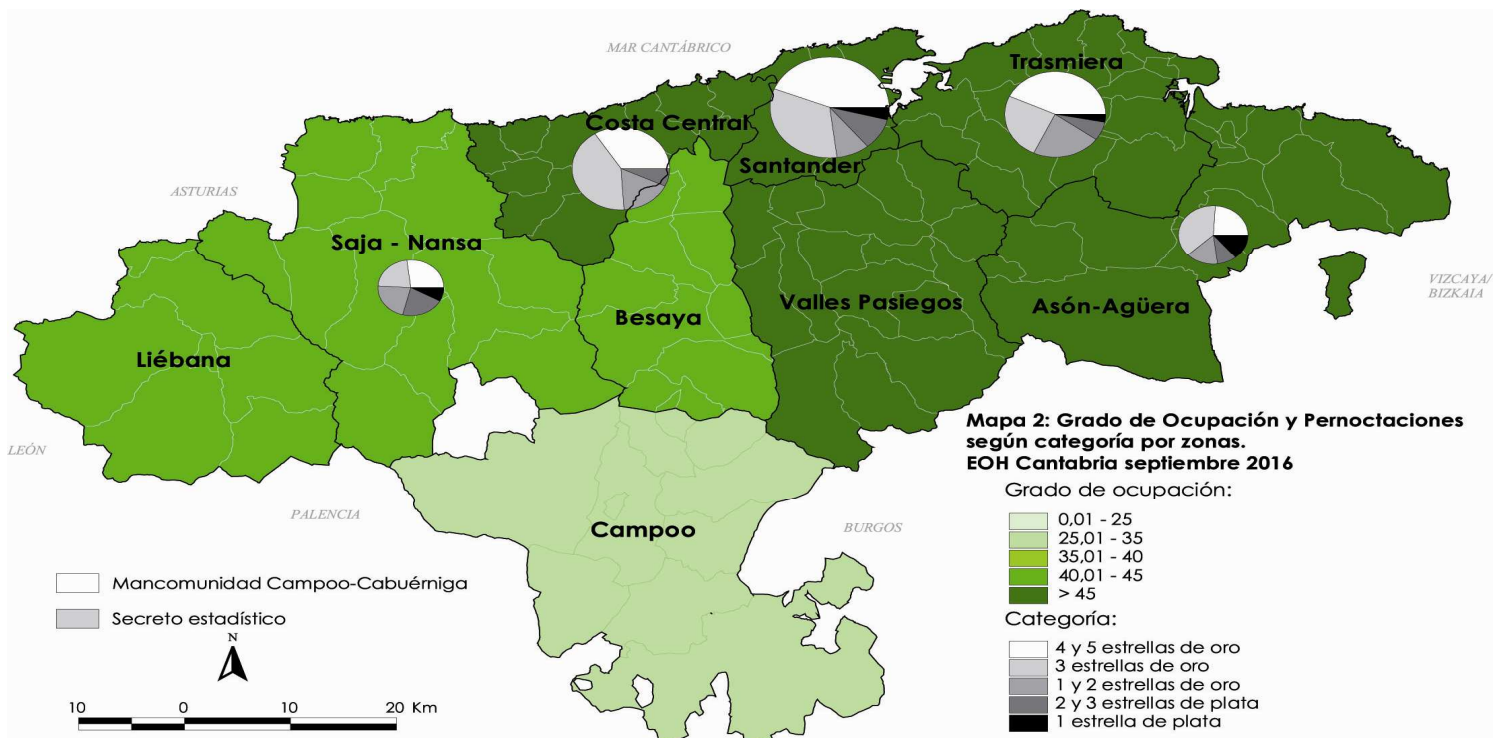 MAR CANTÁBRICO
Trasmiera
Costa Central
Santander
ASTURIAS
Saja - Nansa
VIZCAYA/
BIZKAIA
Valles Pasiegos
Asón-Agüera
Besaya
Liébana
Mapa 2: Grado de Ocupación y Pernoctaciones
según categoría por zonas.
EOH Cantabria septiembre 2016
LEÓN
Grado de ocupación:
0,01 - 25
25,01 - 35
35,01 - 40
40,01 - 45
> 45
PALENCIA
BURGOS
Campoo
Mancomunidad Campoo-Cabuérniga
Secreto estadístico
Categoría:
4 y 5 estrellas de oro
3 estrellas de oro
1 y 2 estrellas de oro
2 y 3 estrellas de plata
1 estrella de plata
N
10 0 10 20 Km